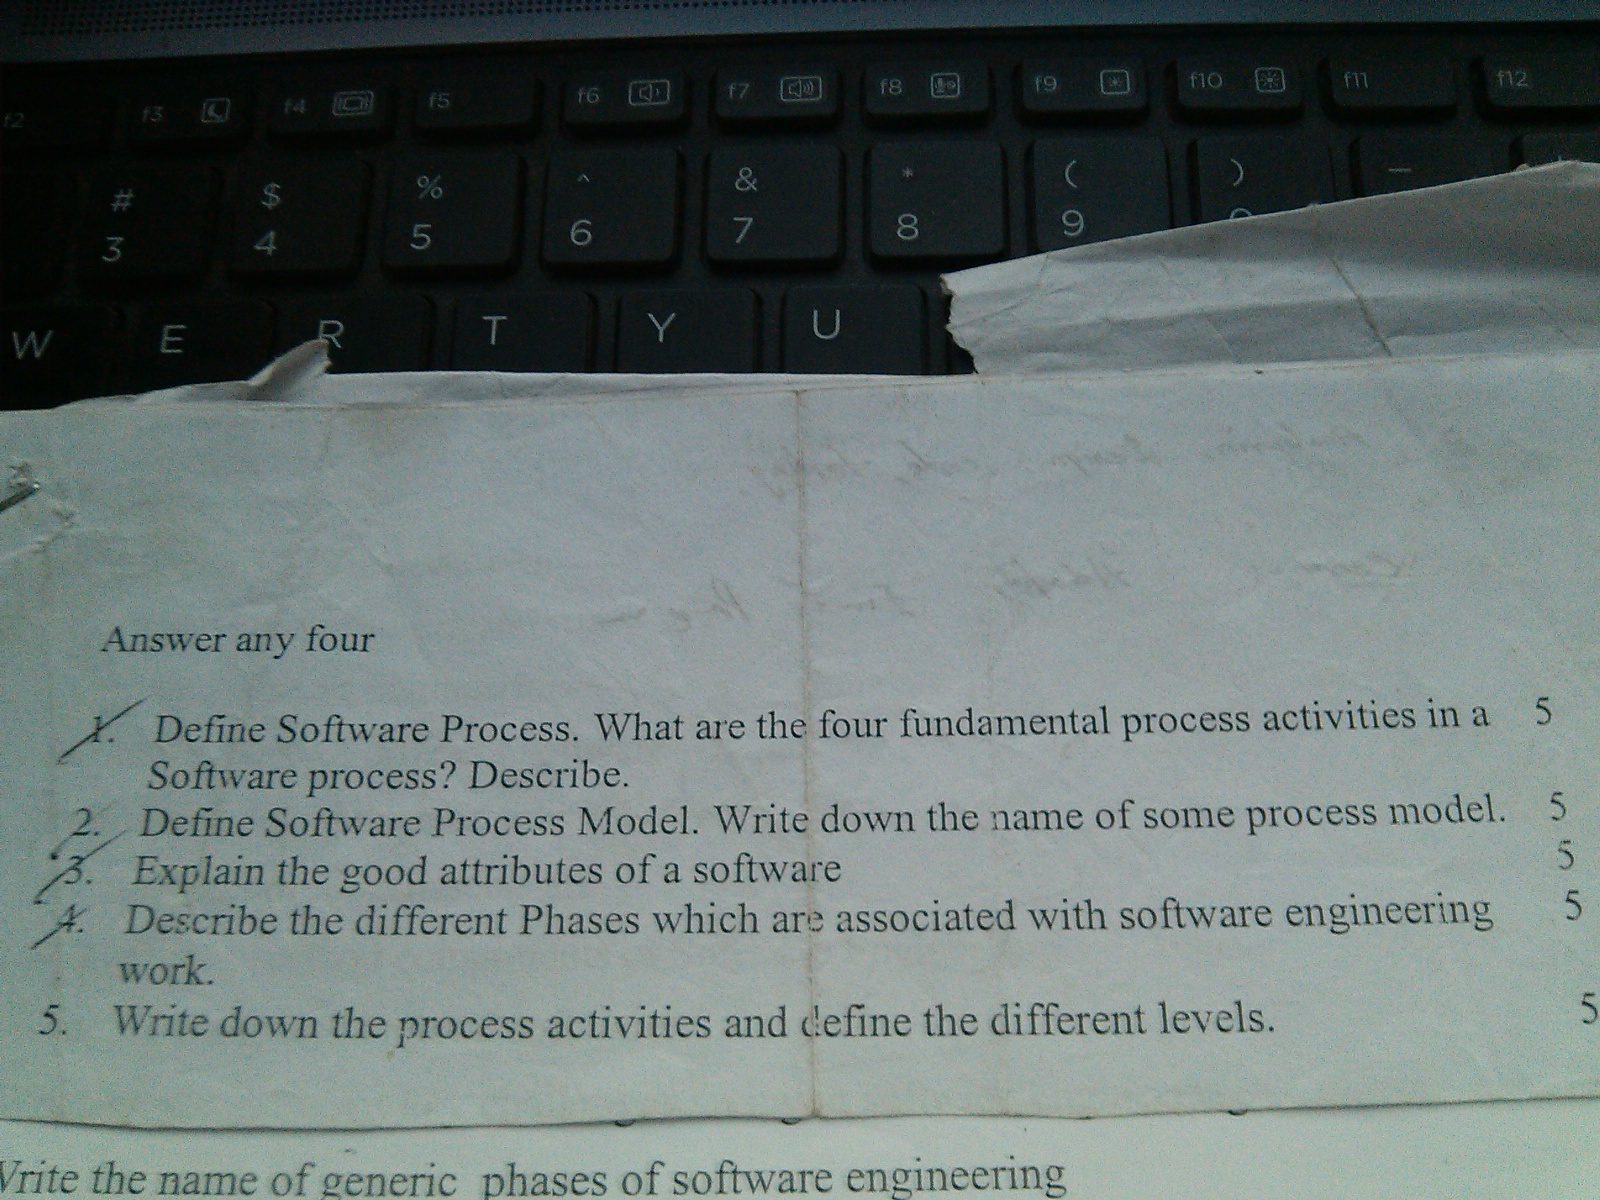 f2 f3 f4 f5 f6 f7 f8 f9 f10 f11 f12
# $ % ^ & * ( ) —
3 4 5 6 7 8 9
W E R T Y U
Answer any four
1. Define Software Process. What are the four fundamental process activities in a 5
Software process? Describe.
2. Define Software Process Model. Write down the name of some process model. 5
3. Explain the good attributes of a software 5
4. Describe the different Phases which are associated with software engineering 5
work.
5. Write down the process activities and define the different levels. 5
Write the name of generic phases of software engineering